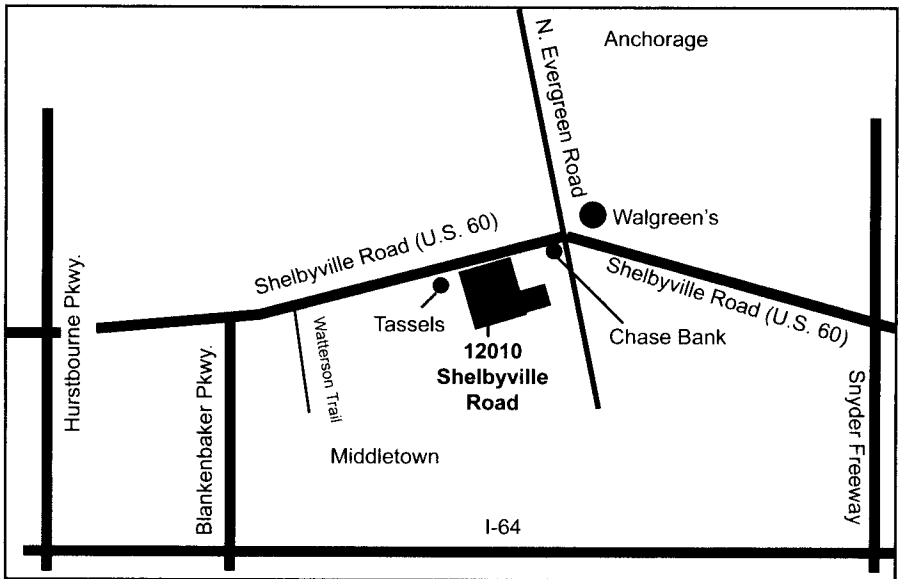 N. Evergreen Road
Anchorage
Walgreen's
Shelbyville Road (U.S. 60)
Shelbyville Road (U.S. 60)
Hurstbourne Pkwy.
Tassels
Chase Bank
12010
Shelbyville
Road
Watterson Trail
Blankenbaker Pkwy.
Snyder Freeway
Middletown
I-64